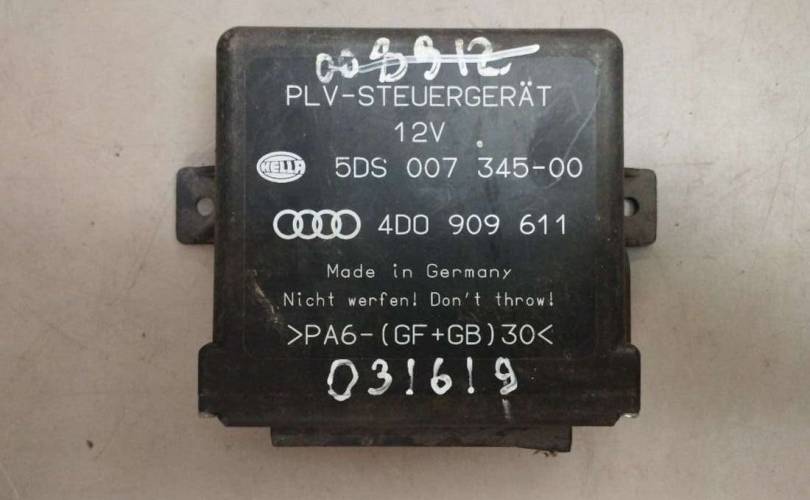 PLV-STEUERGERÄT
12V
HELLA 5DS 007 345-00
4D0 909 611
Made in Germany
Nicht werfen! Don't throw!
>PA6-(GF+GB)30<
031619